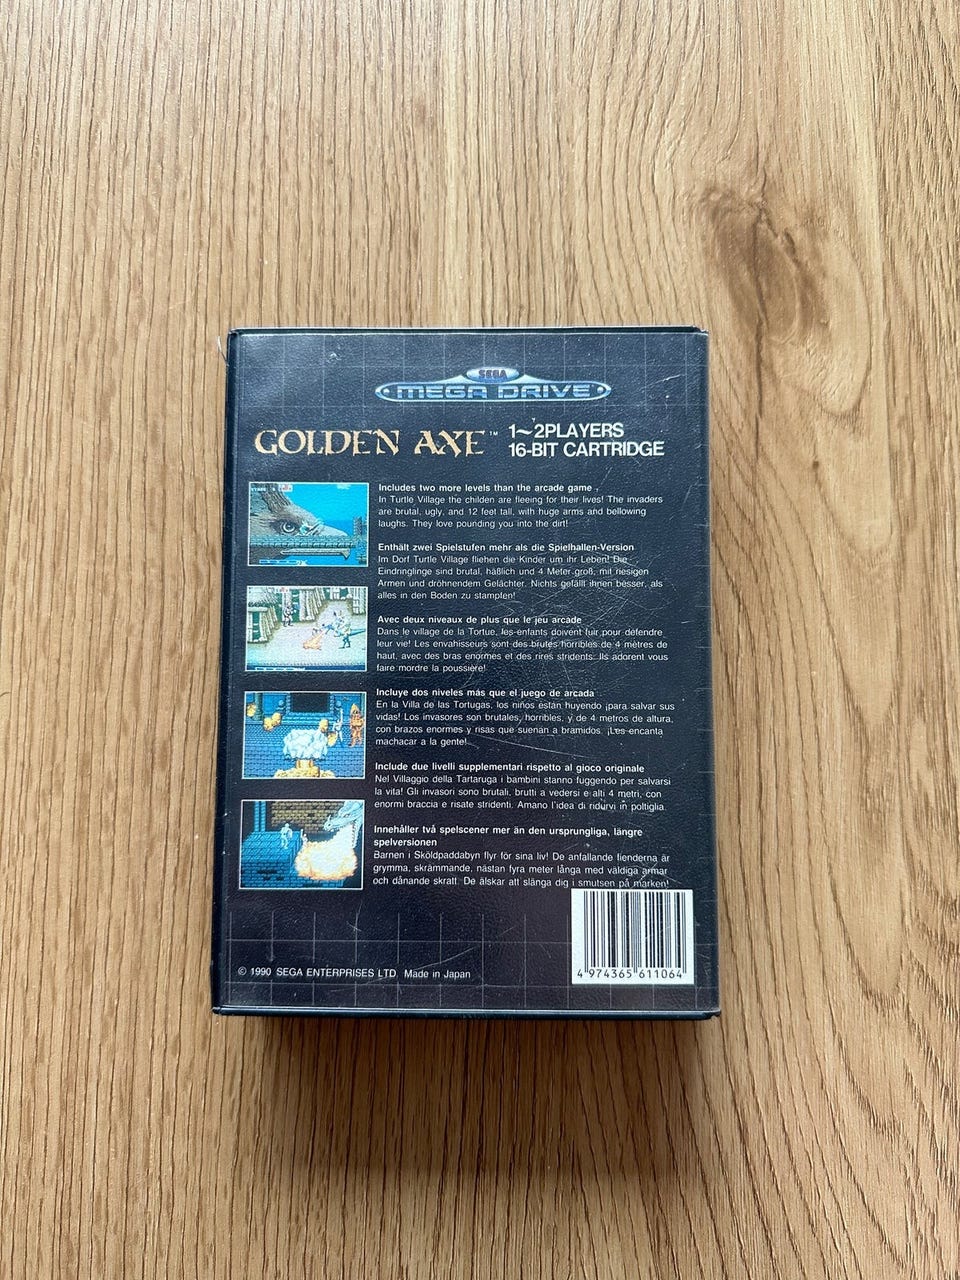 SEGA
MEGA DRIVE
GOLDEN AXE™
1~2PLAYERS
16-BIT CARTRIDGE
Includes two more levels than the arcade game .
In Turtle Village the childen are fleeing for their lives! The invaders
are brutal, ugly, and 12 feet tall, with huge arms and bellowing
laughs. They love pounding you into the dirt!
Enthält zwei Spielstufen mehr als die Spielhallen-Version
Im Dorf Turtle Village fliehen die Kinder um ihr Leben! Die
Eindringlinge sind brutal, häßlich und 4 Meter groß, mit riesigen
Armen und dröhnendem Gelächter. Nichts gefällt ihnen besser, als
alles in den Boden zu stampfen!
Avec deux niveaux de plus que le jeu arcade
Dans le village de la Tortue, les enfants doivent fuir pour défendre
leur vie! Les envahisseurs sont des brutes horribles de 4 mètres de
haut, avec des bras enormes et des rires stridents. Ils adorent vous
faire mordre la poussière!
Incluye dos niveles más que el juego de arcada
En la Villa de las Tortugas, los niños están huyendo ¡para salvar sus
vidas! Los invasores son brutales, horribles, y de 4 metros de altura,
con brazos enormes y risas que suenan a bramidos. ¡Les encanta
machacar a la gente!
Include due livelli supplementari rispetto al gioco originale
Nel Villaggio della Tartaruga i bambini stanno fuggendo per salvarsi
la vita! Gli invasori sono brutali, brutti a vedersi e alti 4 metri, con
enormi braccia e risate stridenti. Amano l'idea di ridurvi in poltiglia.
Innehåller två spelscener mer än den ursprungliga, längre
spelversionen
Barnen i Sköldpaddabyn flyr för sina liv! De anfallande fienderna är
grymma, skrämmande, nästan fyra meter långa med väldiga armar
och dånande skratt. De älskar att slänga dig i smutsen på marken!
© 1990 SEGA ENTERPRISES LTD. Made in Japan
4 974365 611064